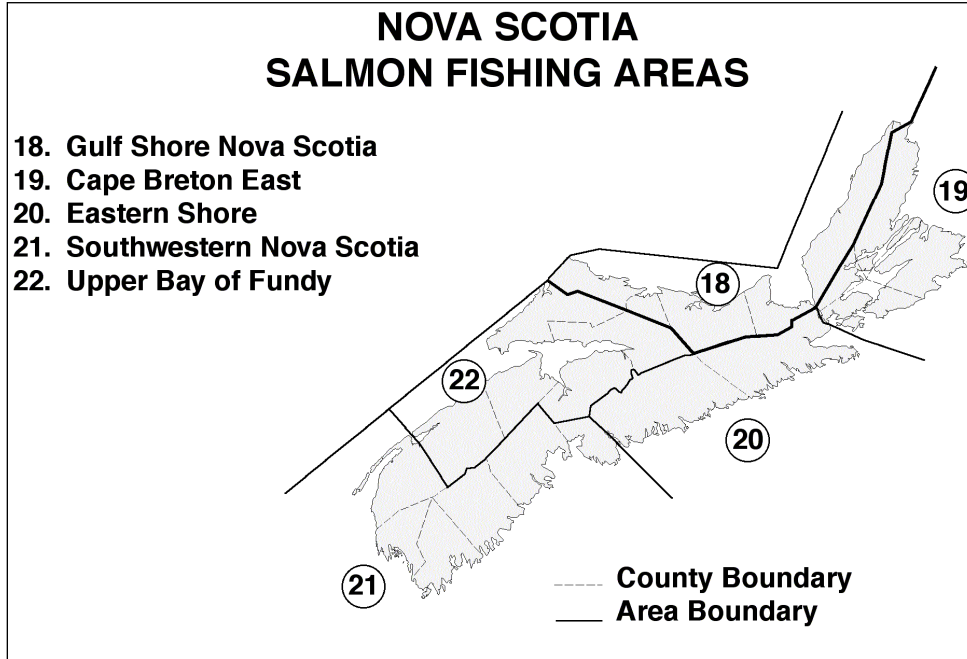 NOVA SCOTIA
SALMON FISHING AREAS
18. Gulf Shore Nova Scotia
19. Cape Breton East
20. Eastern Shore
21. Southwestern Nova Scotia
22. Upper Bay of Fundy
19
18
22
20
21
County Boundary
Area Boundary